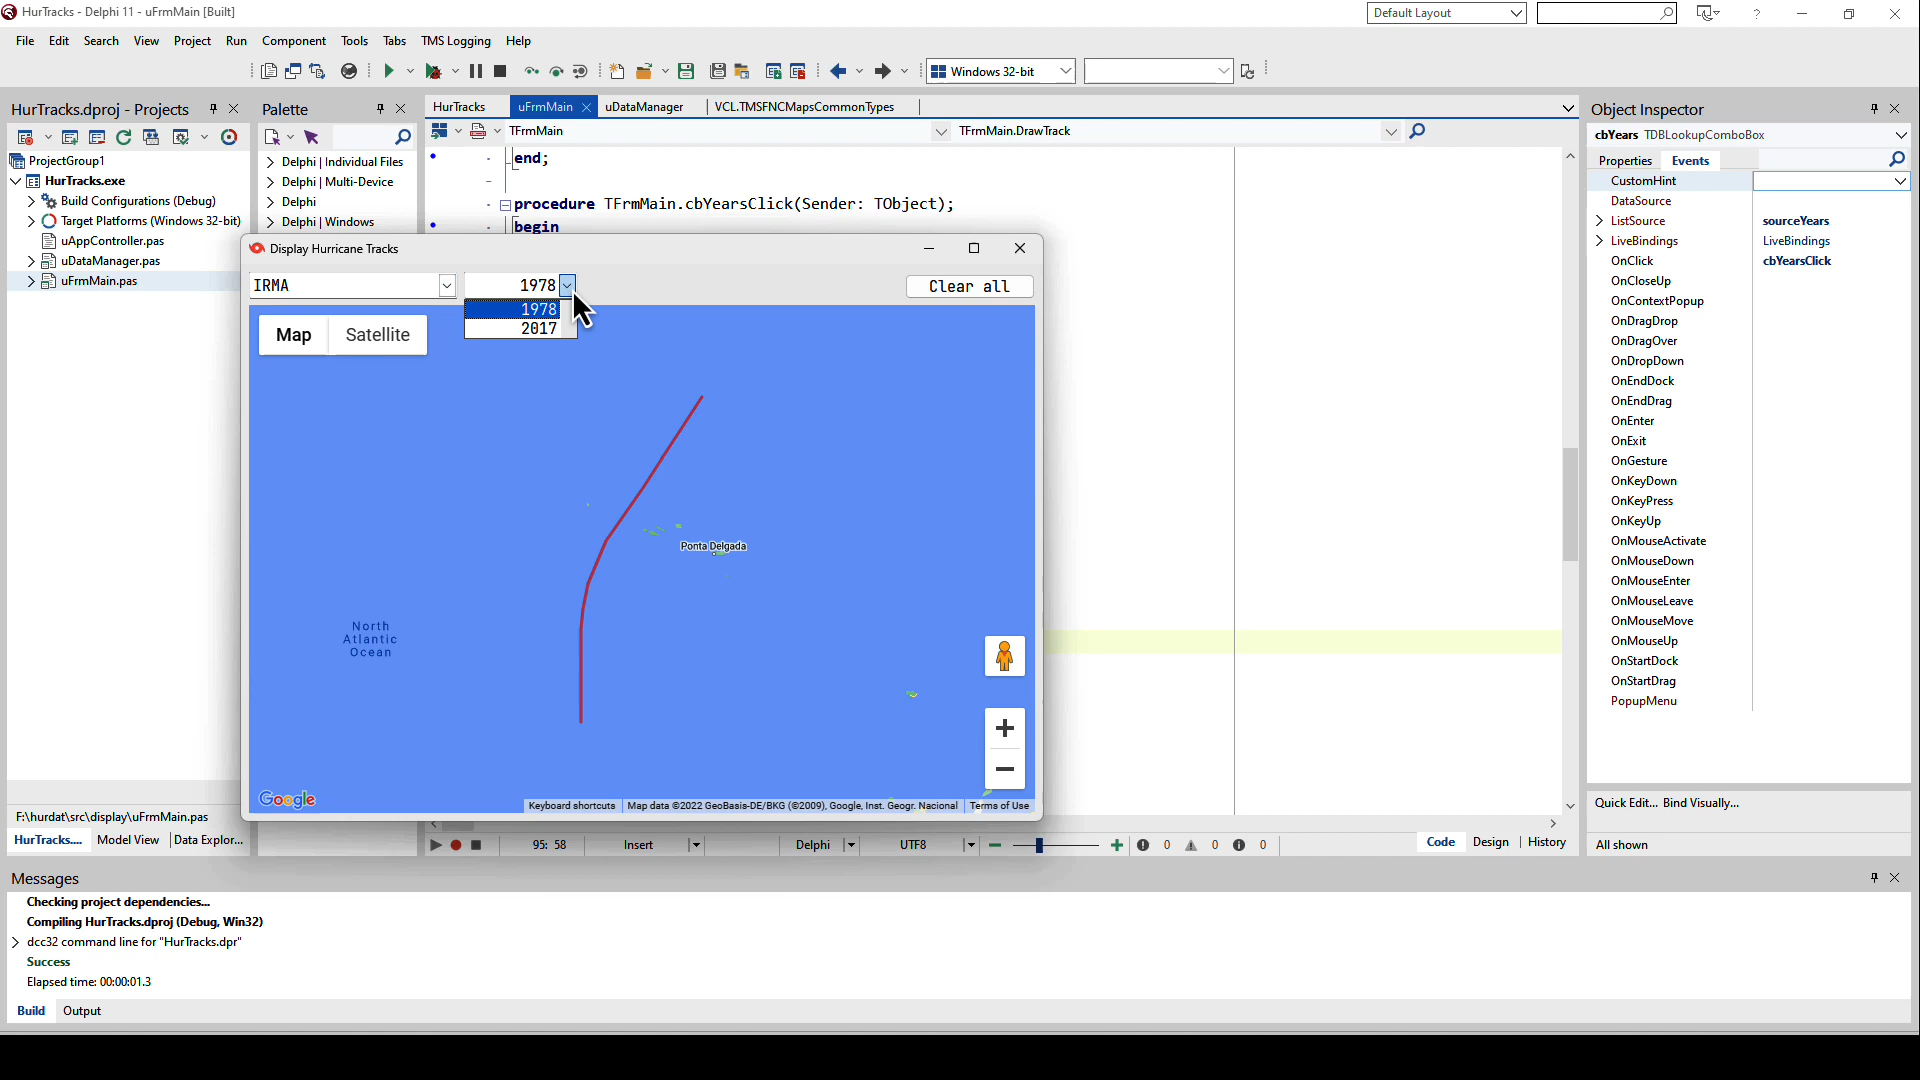 HurTracks - Delphi 11 - uFrmMain [Built]
Default Layout
?
File Edit Search View Project Run Component Tools Tabs TMS Logging Help
Windows 32-bit
HurTracks.dproj - Projects
ProjectGroup1
HurTracks.exe
Build Configurations (Debug)
Target Platforms (Windows 32-bit)
uAppController.pas
uDataManager.pas
uFrmMain.pas
F:\hurdat\src\display\uFrmMain.pas
HurTracks.... Model View Data Explor...
Palette
Delphi | Individual Files
Delphi | Multi-Device
Delphi
Delphi | Windows
HurTracks uFrmMain uDataManager VCL.TMSFNCMapsCommonTypes
TFrmMain TFrmMain.DrawTrack
end;
procedure TFrmMain.cbYearsClick(Sender: TObject);
begin
Display Hurricane Tracks
IRMA 1978 Clear all
1978
2017
Map Satellite
Ponta Delgada
North
Atlantic
Ocean
Google
Keyboard shortcuts Map data ©2022 GeoBasis-DE/BKG (©2009), Google, Inst. Geogr. Nacional Terms of Use
95: 58 Insert Delphi UTF8 0 0 0
Code Design History
Object Inspector
cbYears TDBLookupComboBox
Properties Events
CustomHint
DataSource
ListSource sourceYears
LiveBindings LiveBindings
OnClick cbYearsClick
OnCloseUp
OnContextPopup
OnDragDrop
OnDragOver
OnDropDown
OnEndDock
OnEndDrag
OnEnter
OnExit
OnGesture
OnKeyDown
OnKeyPress
OnKeyUp
OnMouseActivate
OnMouseDown
OnMouseEnter
OnMouseLeave
OnMouseMove
OnMouseUp
OnStartDock
OnStartDrag
PopupMenu
Quick Edit... Bind Visually...
All shown
Messages
Checking project dependencies...
Compiling HurTracks.dproj (Debug, Win32)
dcc32 command line for "HurTracks.dpr"
Success
Elapsed time: 00:00:01.3
Build Output